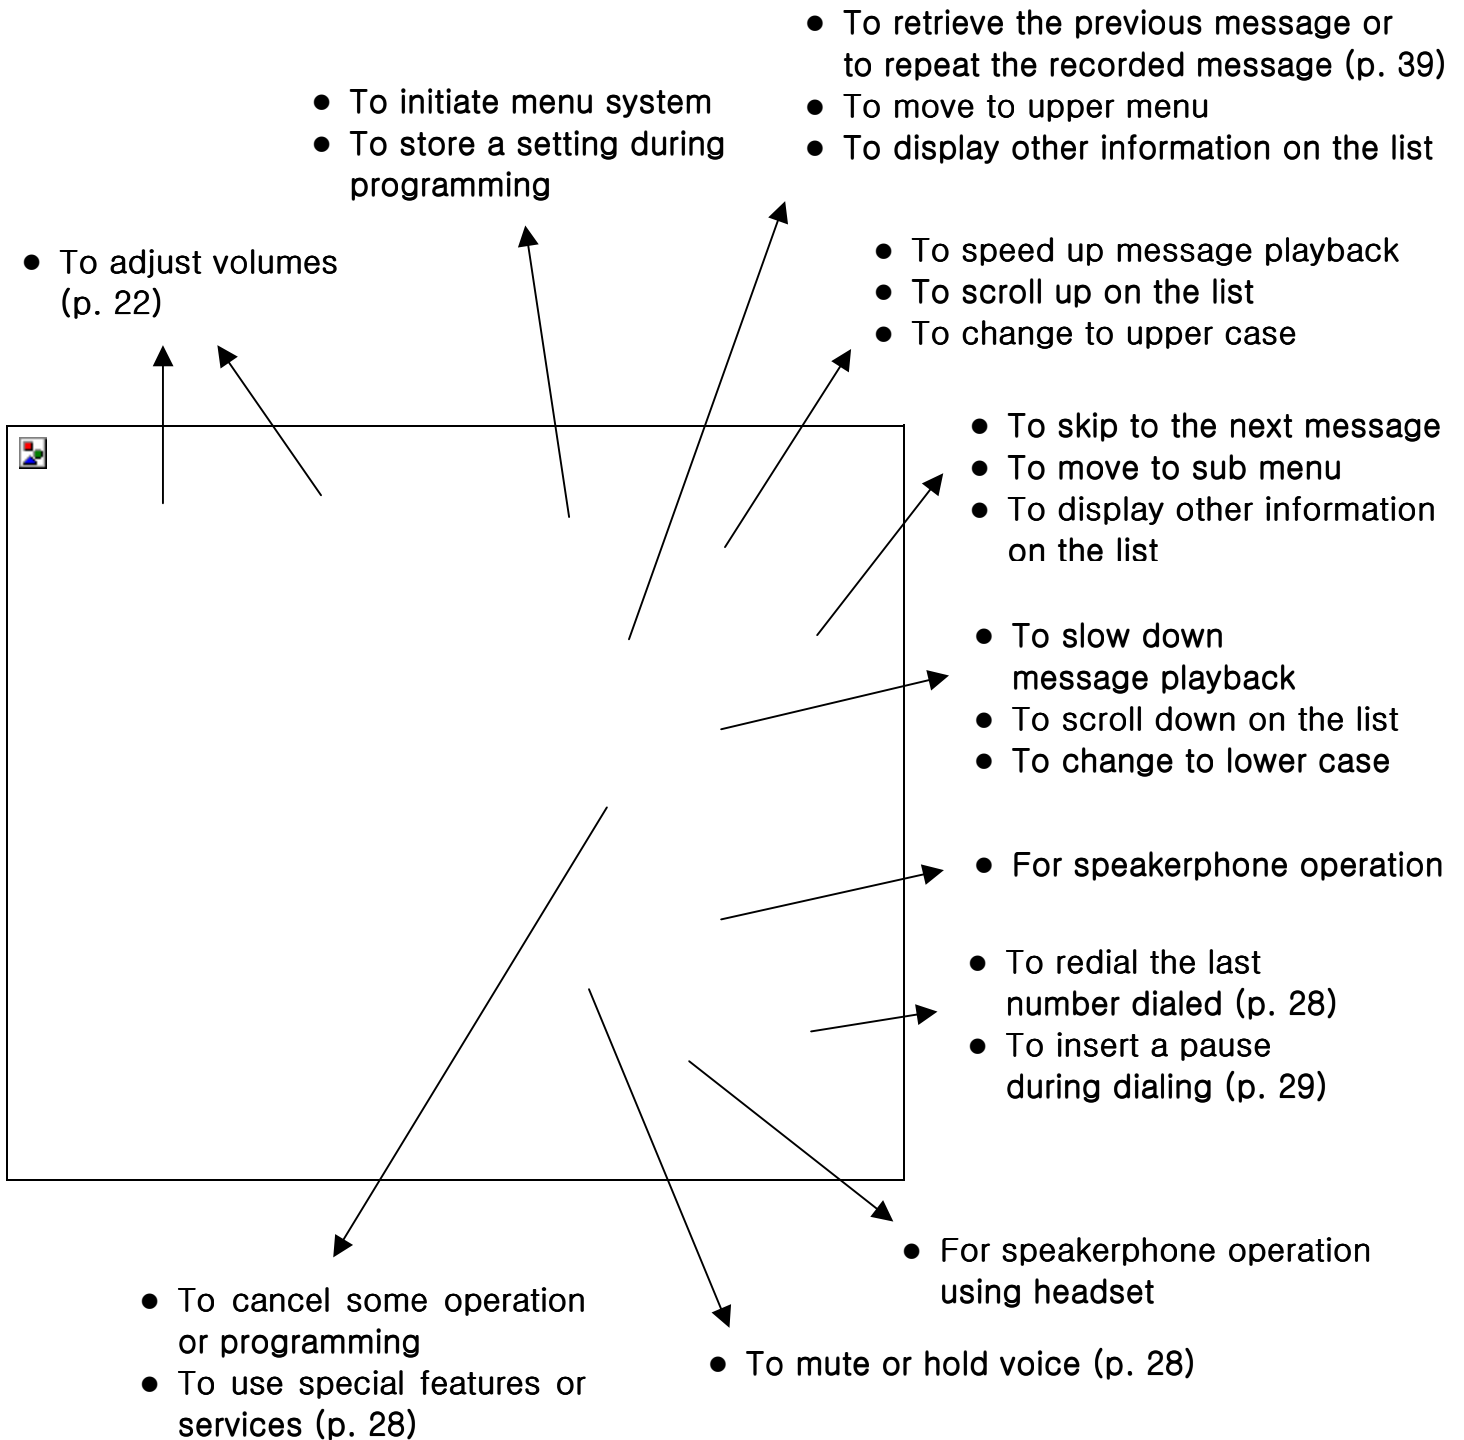 ● To retrieve the previous message or
to repeat the recorded message (p. 39)
● To move to upper menu
● To display other information on the list
● To initiate menu system
● To store a setting during
programming
● To adjust volumes
(p. 22)
● To speed up message playback
● To scroll up on the list
● To change to upper case
● To skip to the next message
● To move to sub menu
● To display other information
on the list
● To slow down
message playback
● To scroll down on the list
● To change to lower case
● For speakerphone operation
● To redial the last
number dialed (p. 28)
● To insert a pause
during dialing (p. 29)
● For speakerphone operation
using headset
● To mute or hold voice (p. 28)
● To cancel some operation
or programming
● To use special features or
services (p. 28)